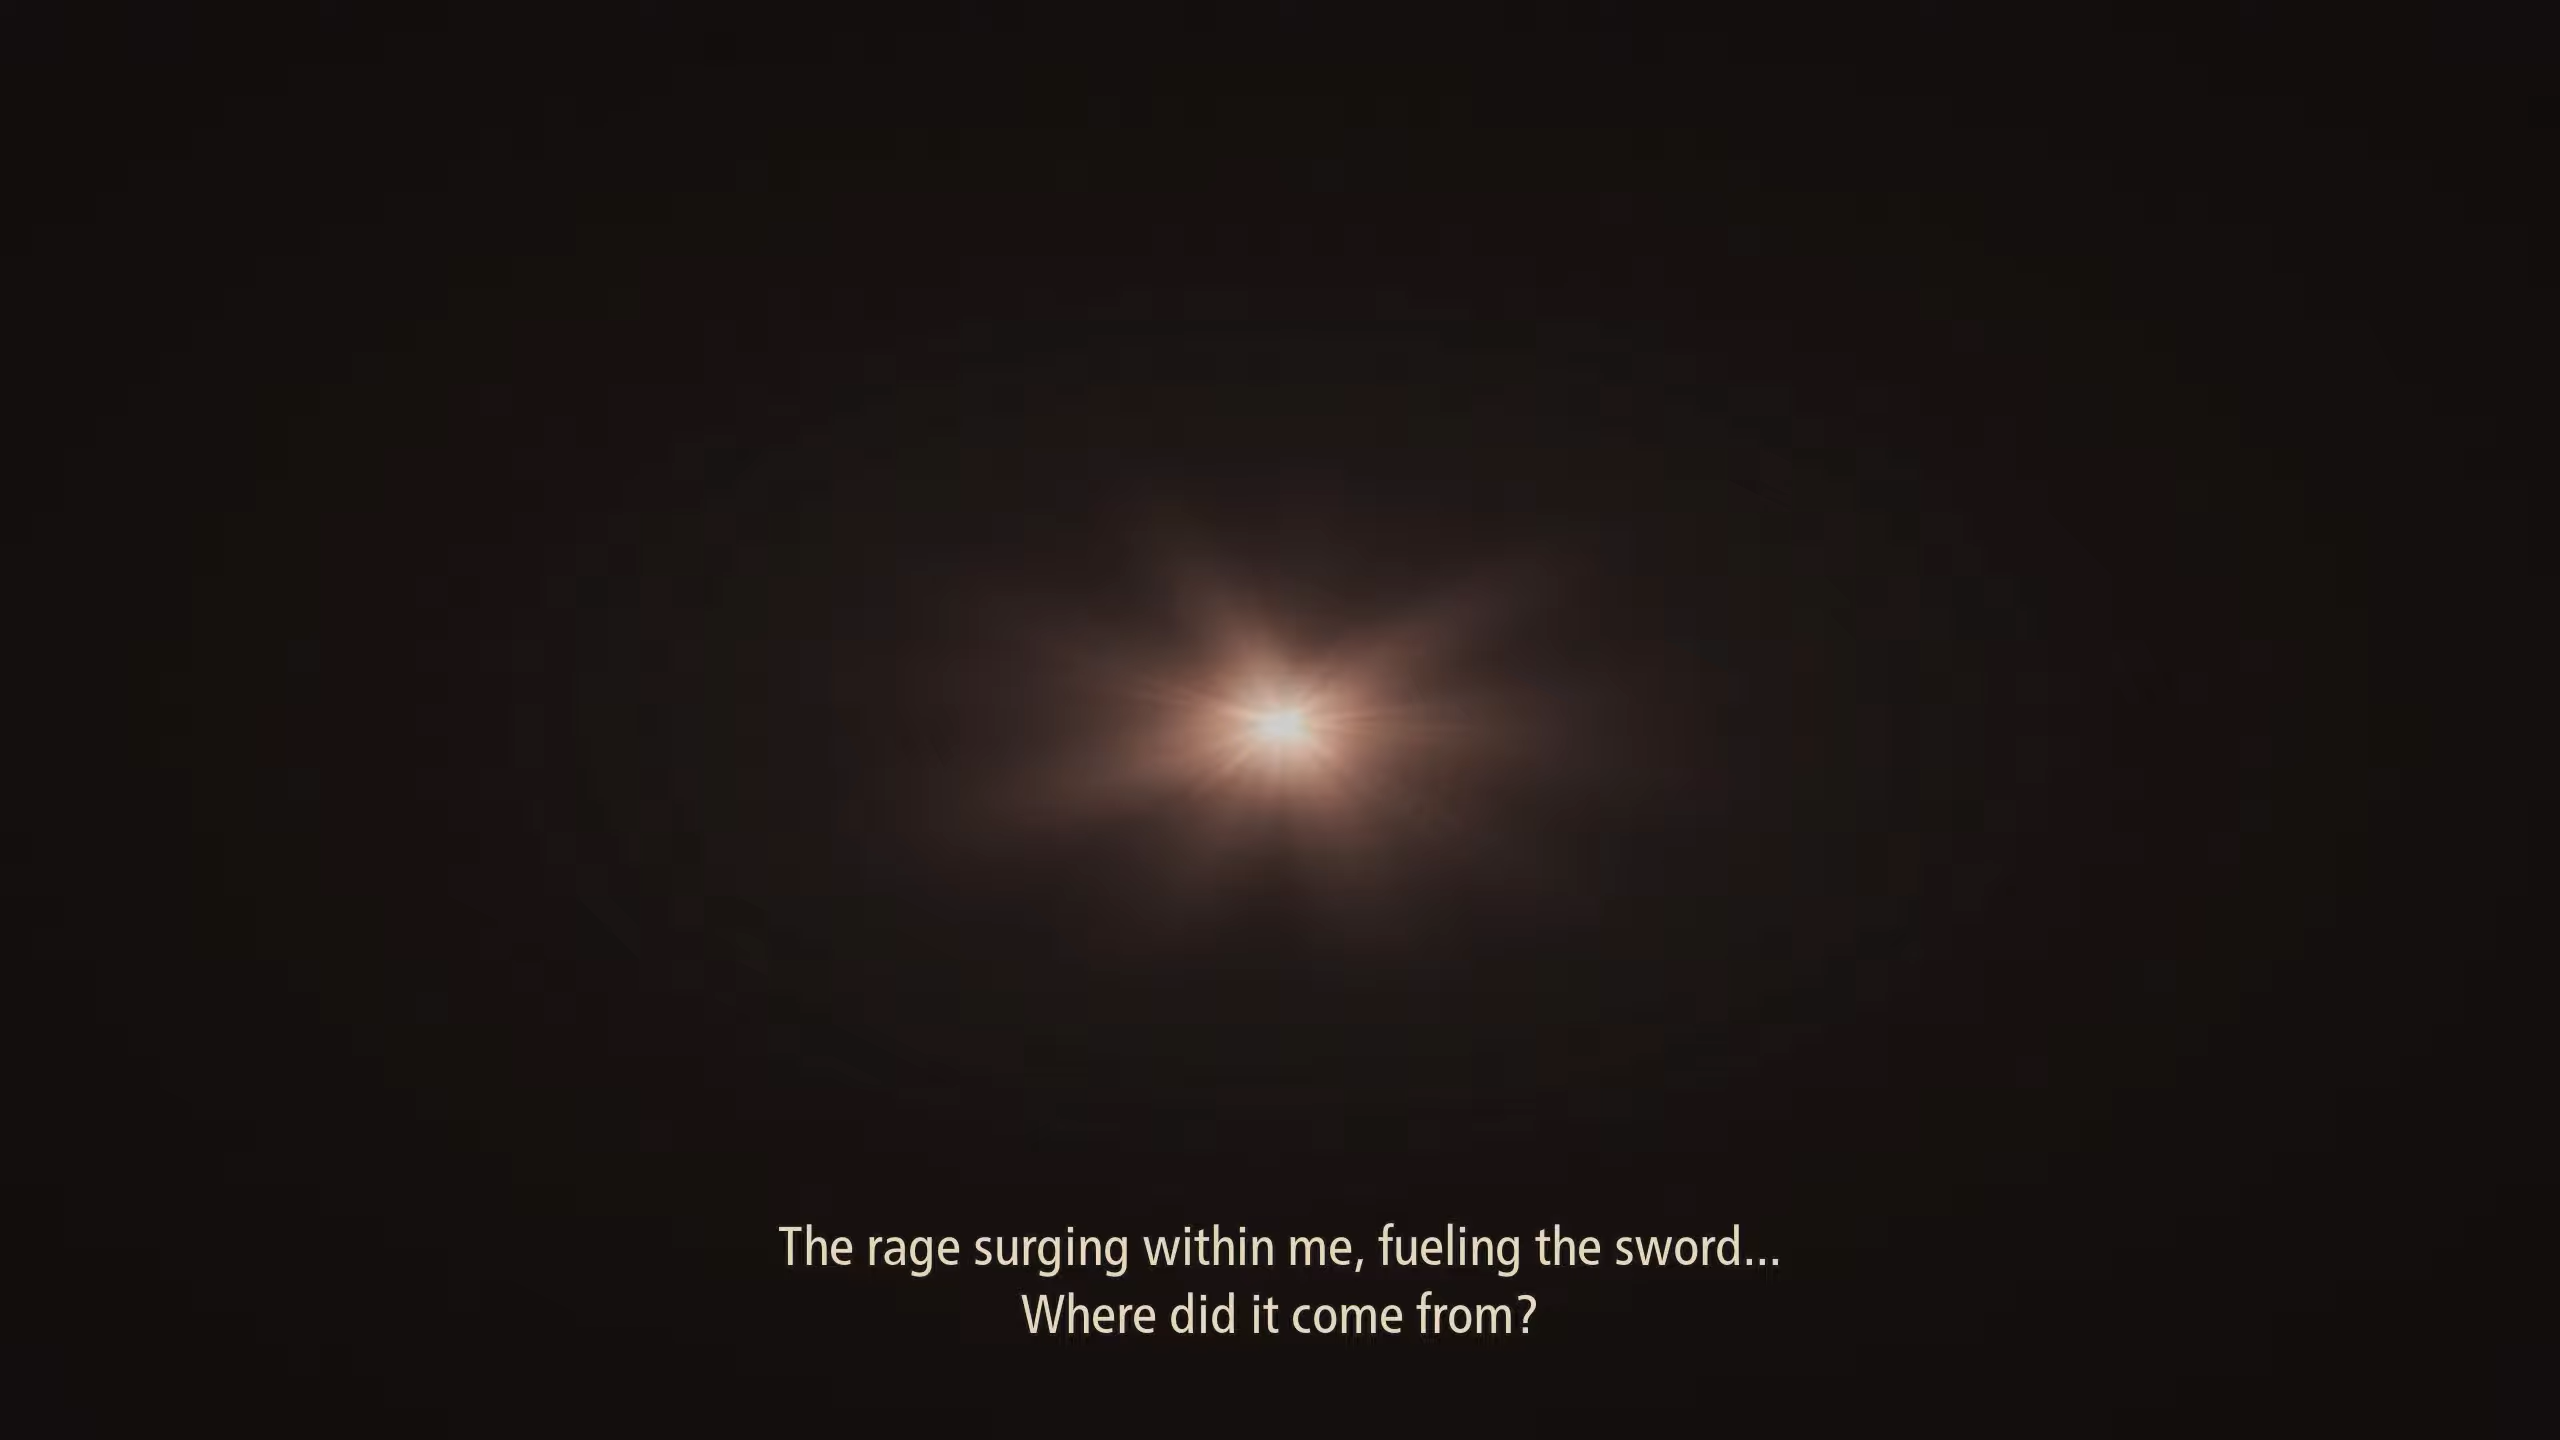 The rage surging within me, fueling the sword...
Where did it come from?